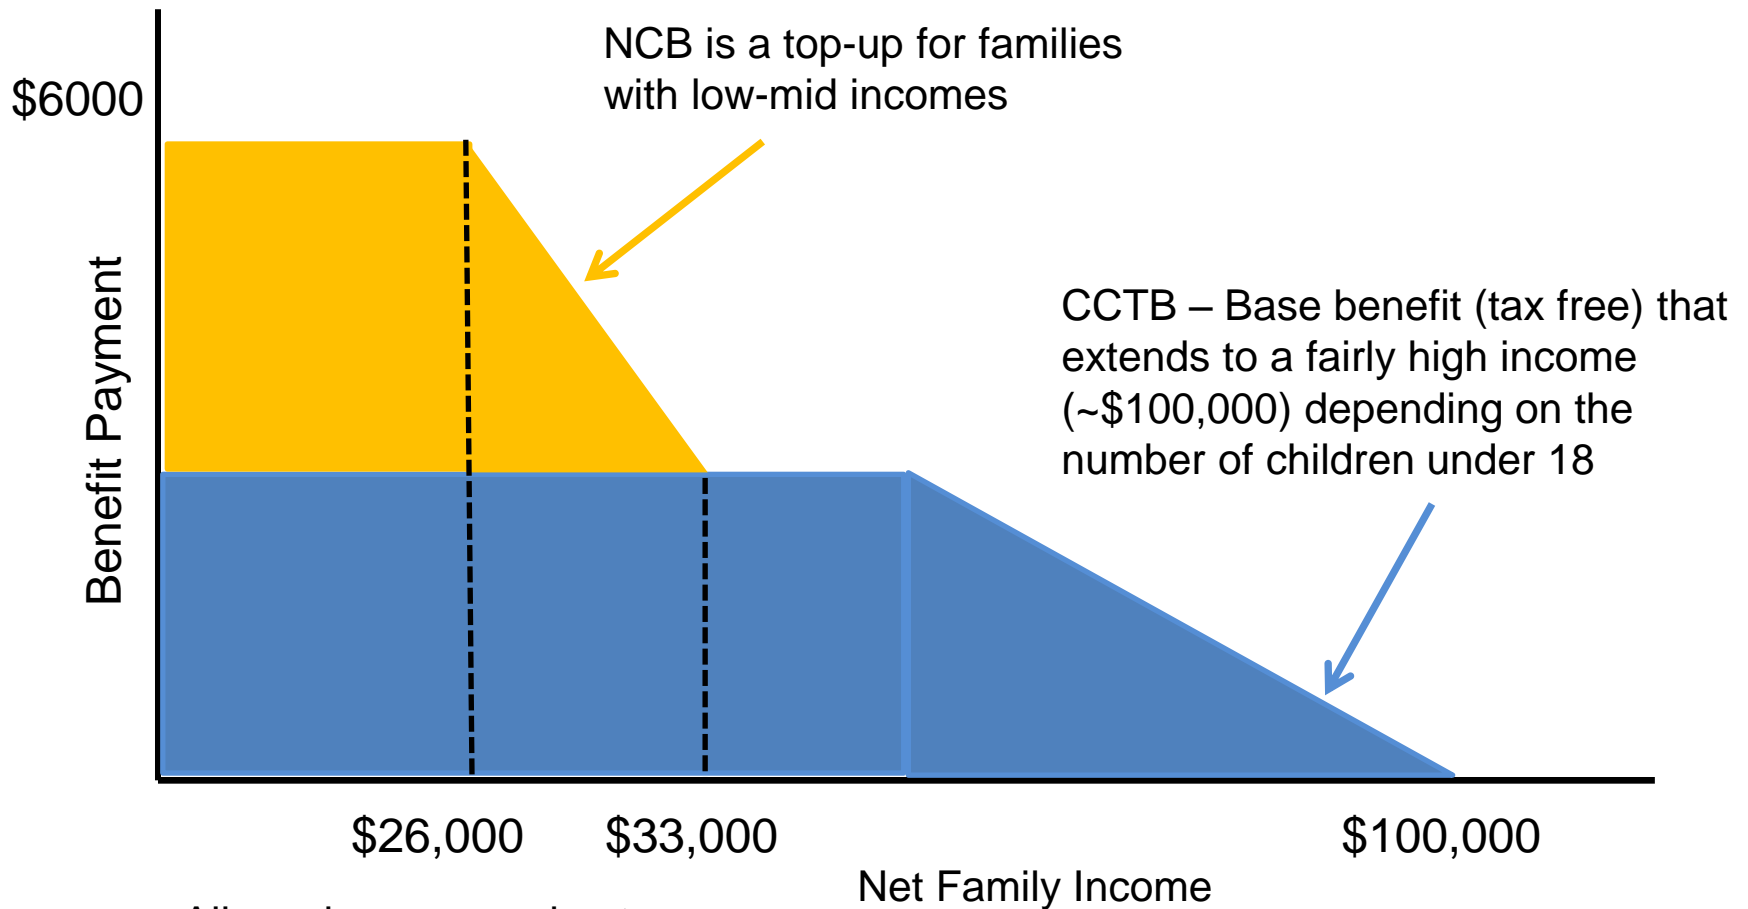 NCB is a top-up for families
with low-mid incomes
$6000
Benefit Payment
CCTB – Base benefit (tax free) that
extends to a fairly high income
(~$100,000) depending on the
number of children under 18
$26,000
$33,000
$100,000
Net Family Income